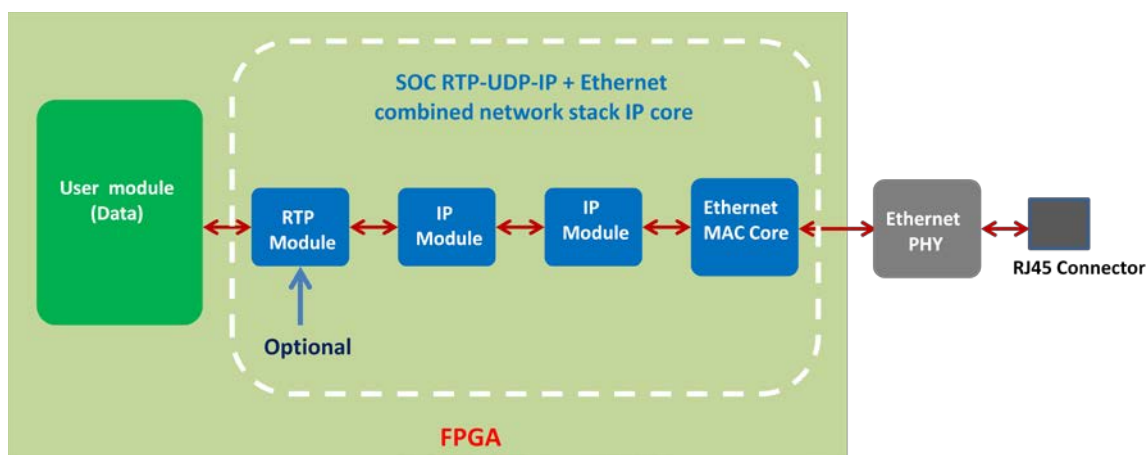 SOC RTP-UDP-IP + Ethernet
combined network stack IP core
User module
(Data)
RTP
Module
IP
Module
IP
Module
Ethernet
MAC Core
Ethernet
PHY
RJ45 Connector
Optional
FPGA